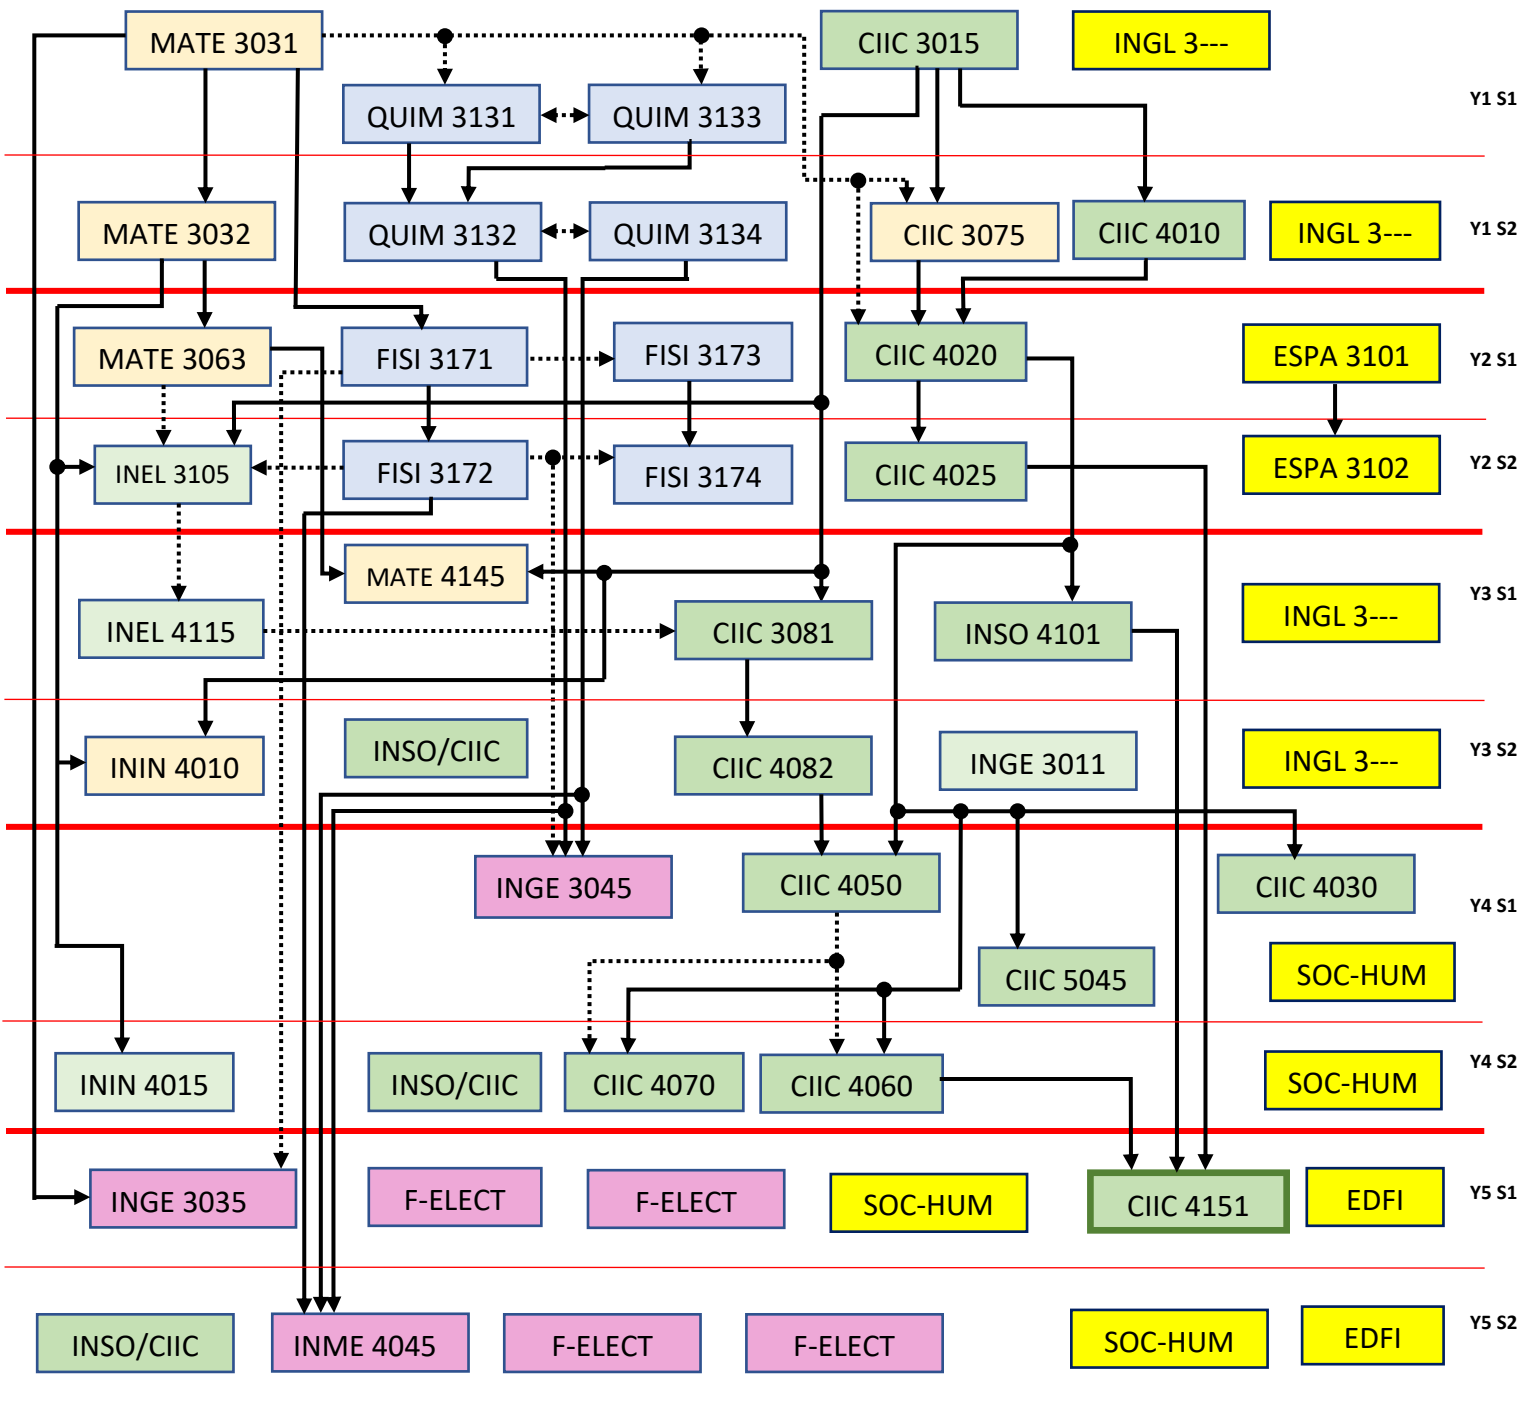 MATE 3031
CIIC 3015
INGL 3---
QUIM 3131
QUIM 3133
Y1 S1
MATE 3032
QUIM 3132
QUIM 3134
CIIC 3075
CIIC 4010
INGL 3---
Y1 S2
MATE 3063
FISI 3171
FISI 3173
CIIC 4020
ESPA 3101
Y2 S1
INEL 3105
FISI 3172
FISI 3174
CIIC 4025
ESPA 3102
Y2 S2
MATE 4145
INEL 4115
CIIC 3081
INSO 4101
INGL 3---
Y3 S1
ININ 4010
INSO/CIIC
CIIC 4082
INGE 3011
INGL 3---
Y3 S2
INGE 3045
CIIC 4050
CIIC 4030
Y4 S1
CIIC 5045
SOC-HUM
ININ 4015
INSO/CIIC
CIIC 4070
CIIC 4060
SOC-HUM
Y4 S2
INGE 3035
F-ELECT
F-ELECT
SOC-HUM
CIIC 4151
EDFI
Y5 S1
INSO/CIIC
INME 4045
F-ELECT
F-ELECT
SOC-HUM
EDFI
Y5 S2